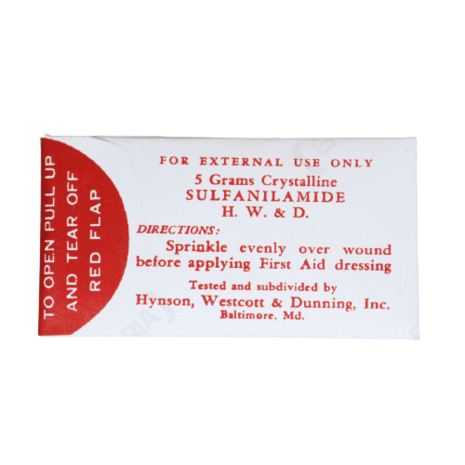 TO OPEN PULL UP
AND TEAR OFF
RED FLAP
FOR EXTERNAL USE ONLY
5 Grams Crystalline
SULFANILAMIDE
H. W. & D.
DIRECTIONS:
Sprinkle evenly over wound
before applying First Aid dressing
Tested and subdivided by
Hynson, Westcott & Dunning, Inc.
Baltimore, Md.